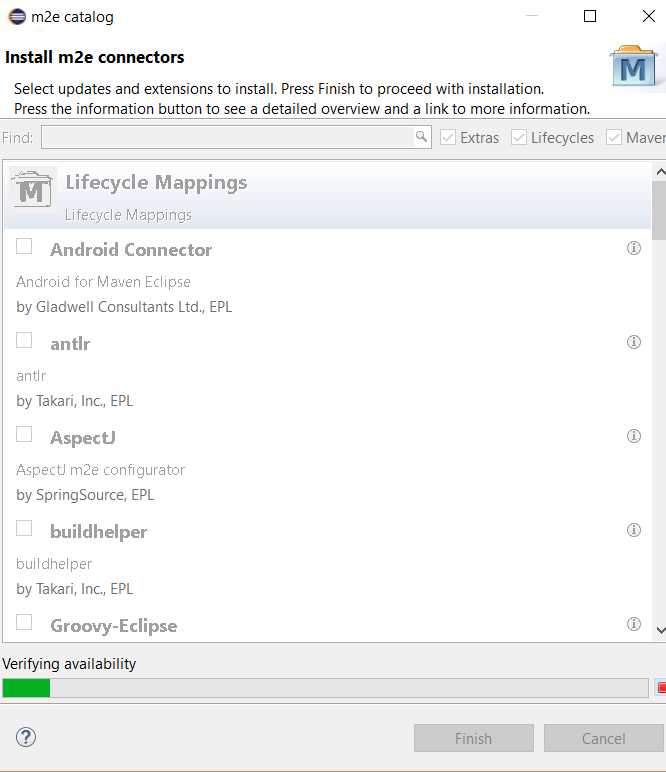 m2e catalog
Install m2e connectors
Select updates and extensions to install. Press Finish to proceed with installation.
Press the information button to see a detailed overview and a link to more information.
Find: Extras Lifecycles Maven
Lifecycle Mappings
Lifecycle Mappings
Android Connector
Android for Maven Eclipse
by Gladwell Consultants Ltd., EPL
antlr
antlr
by Takari, Inc., EPL
AspectJ
AspectJ m2e configurator
by SpringSource, EPL
buildhelper
buildhelper
by Takari, Inc., EPL
Groovy-Eclipse
Verifying availability
Finish Cancel